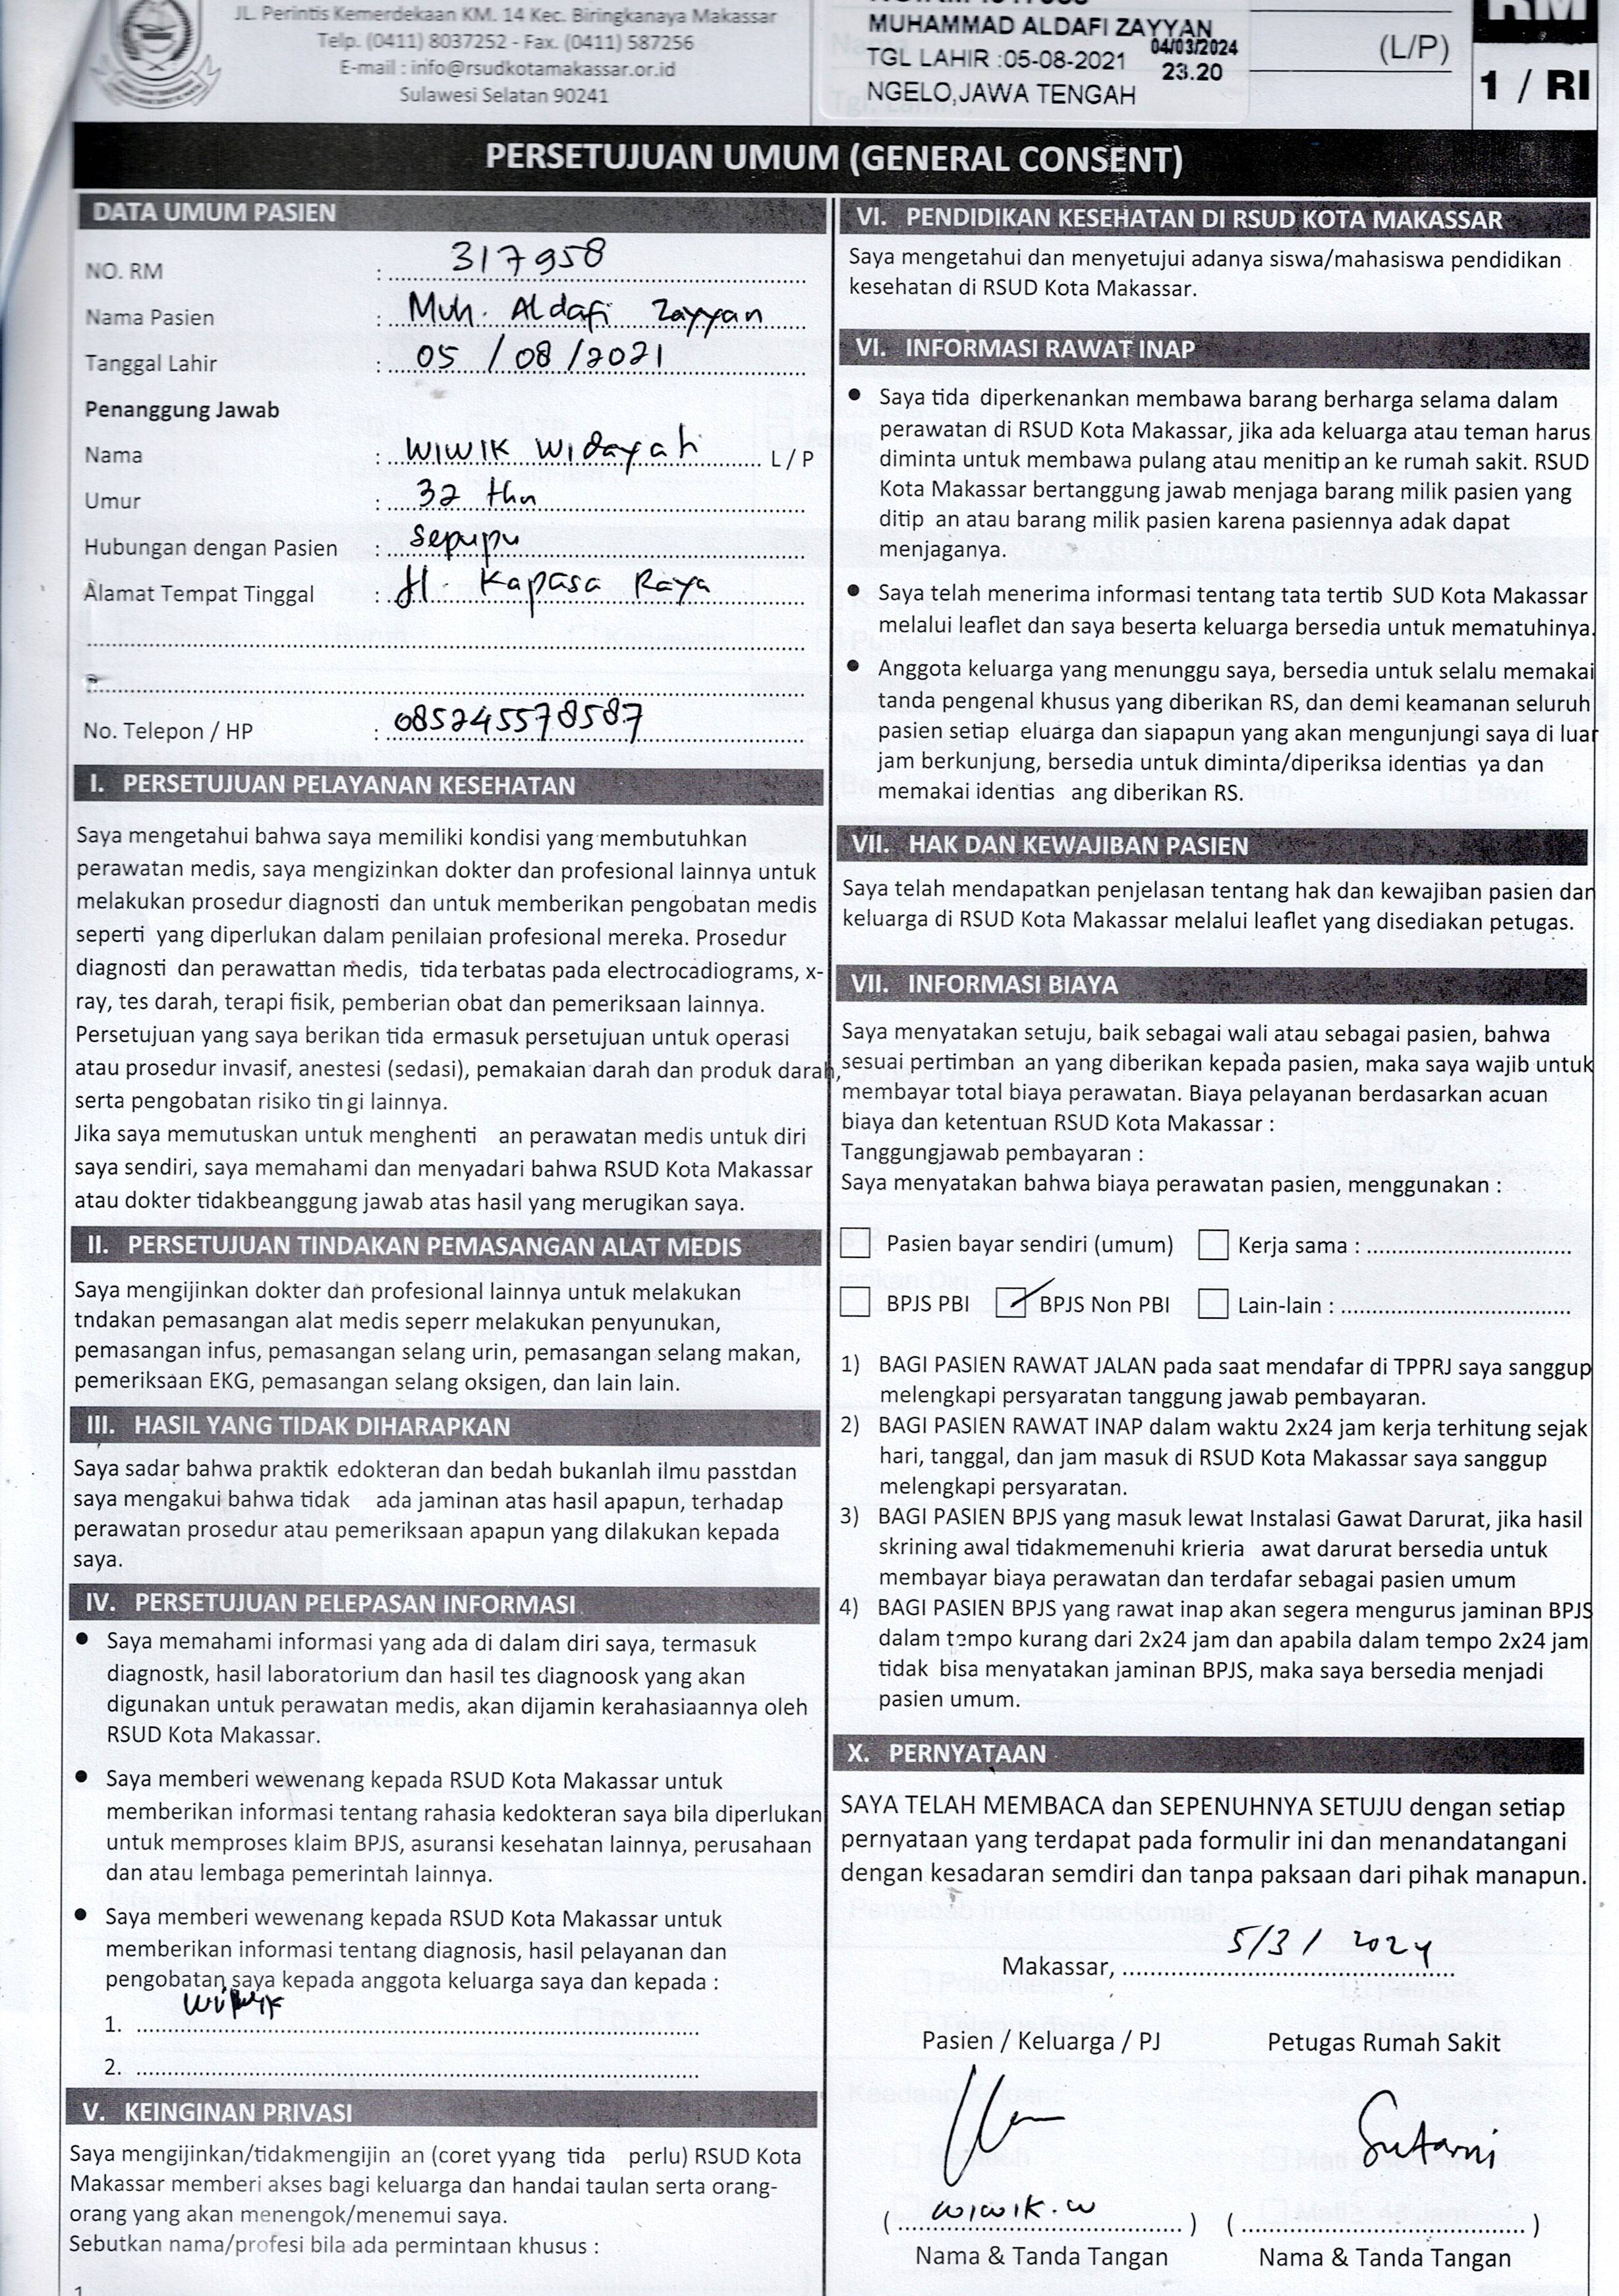 JL. Perintis Kemerdekaan KM. 14 Kec. Biringkanaya Makassar
Telp. (0411) 8037252 - Fax. (0411) 587256
E-mail : info@rsudkotamakassar.or.id
Sulawesi Selatan 90241
MUHAMMAD ALDAFI ZAYYAN
TGL LAHIR :05-08-2021 04/03/2024
23.20
NGELO,JAWA TENGAH
(L/P)
RM
1 / RI
PERSETUJUAN UMUM (GENERAL CONSENT)
DATA UMUM PASIEN
NO. RM : 317958
Nama Pasien : Muh. Aldafi Zayyan
Tanggal Lahir : 05 / 08 / 2021
Penanggung Jawab
Nama : WIWIK Widayati L / P
Umur : 32 thn
Hubungan dengan Pasien : Sepupu
Alamat Tempat Tinggal : Jl. Kapasa Raya
No. Telepon / HP : 085245578587
I. PERSETUJUAN PELAYANAN KESEHATAN
Saya mengetahui bahwa saya memiliki kondisi yang membutuhkan
perawatan medis, saya mengizinkan dokter dan profesional lainnya untuk
melakukan prosedur diagnosti dan untuk memberikan pengobatan medis
seperti yang diperlukan dalam penilaian profesional mereka. Prosedur
diagnosti dan perawattan medis, tida terbatas pada electrocadiograms, x-
ray, tes darah, terapi fisik, pemberian obat dan pemeriksaan lainnya.
Persetujuan yang saya berikan tida ermasuk persetujuan untuk operasi
atau prosedur invasif, anestesi (sedasi), pemakaian darah dan produk darah,
serta pengobatan risiko tin gi lainnya.
Jika saya memutuskan untuk menghenti an perawatan medis untuk diri
saya sendiri, saya memahami dan menyadari bahwa RSUD Kota Makassar
atau dokter tidakbeanggung jawab atas hasil yang merugikan saya.
II. PERSETUJUAN TINDAKAN PEMASANGAN ALAT MEDIS
Saya mengijinkan dokter dan profesional lainnya untuk melakukan
tndakan pemasangan alat medis seperr melakukan penyunukan,
pemasangan infus, pemasangan selang urin, pemasangan selang makan,
pemeriksaan EKG, pemasangan selang oksigen, dan lain lain.
III. HASIL YANG TIDAK DIHARAPKAN
Saya sadar bahwa praktik edokteran dan bedah bukanlah ilmu passtdan
saya mengakui bahwa tidak ada jaminan atas hasil apapun, terhadap
perawatan prosedur atau pemeriksaan apapun yang dilakukan kepada
saya.
IV. PERSETUJUAN PELEPASAN INFORMASI
● Saya memahami informasi yang ada di dalam diri saya, termasuk
diagnostk, hasil laboratorium dan hasil tes diagnoosk yang akan
digunakan untuk perawatan medis, akan dijamin kerahasiaannya oleh
RSUD Kota Makassar.
● Saya memberi wewenang kepada RSUD Kota Makassar untuk
memberikan informasi tentang rahasia kedokteran saya bila diperlukan
untuk memproses klaim BPJS, asuransi kesehatan lainnya, perusahaan
dan atau lembaga pemerintah lainnya.
● Saya memberi wewenang kepada RSUD Kota Makassar untuk
memberikan informasi tentang diagnosis, hasil pelayanan dan
pengobatan saya kepada anggota keluarga saya dan kepada :
1. wiwik
2.
V. KEINGINAN PRIVASI
Saya mengijinkan/tidakmengijin an (coret yyang tida perlu) RSUD Kota
Makassar memberi akses bagi keluarga dan handai taulan serta orang-
orang yang akan menengok/menemui saya.
Sebutkan nama/profesi bila ada permintaan khusus :
1
VI. PENDIDIKAN KESEHATAN DI RSUD KOTA MAKASSAR
Saya mengetahui dan menyetujui adanya siswa/mahasiswa pendidikan
kesehatan di RSUD Kota Makassar.
VI. INFORMASI RAWAT INAP
● Saya tida diperkenankan membawa barang berharga selama dalam
perawatan di RSUD Kota Makassar, jika ada keluarga atau teman harus
diminta untuk membawa pulang atau menitip an ke rumah sakit. RSUD
Kota Makassar bertanggung jawab menjaga barang milik pasien yang
ditip an atau barang milik pasien karena pasiennya adak dapat
menjaganya.
● Saya telah menerima informasi tentang tata tertib SUD Kota Makassar
melalui leaflet dan saya beserta keluarga bersedia untuk mematuhinya.
● Anggota keluarga yang menunggu saya, bersedia untuk selalu memakai
tanda pengenal khusus yang diberikan RS, dan demi keamanan seluruh
pasien setiap eluarga dan siapapun yang akan mengunjungi saya di luar
jam berkunjung, bersedia untuk diminta/diperiksa identias ya dan
memakai identias ang diberikan RS.
VII. HAK DAN KEWAJIBAN PASIEN
Saya telah mendapatkan penjelasan tentang hak dan kewajiban pasien dan
keluarga di RSUD Kota Makassar melalui leaflet yang disediakan petugas.
VII. INFORMASI BIAYA
Saya menyatakan setuju, baik sebagai wali atau sebagai pasien, bahwa
sesuai pertimban an yang diberikan kepada pasien, maka saya wajib untuk
membayar total biaya perawatan. Biaya pelayanan berdasarkan acuan
biaya dan ketentuan RSUD Kota Makassar :
Tanggungjawab pembayaran :
Saya menyatakan bahwa biaya perawatan pasien, menggunakan :
Pasien bayar sendiri (umum) Kerja sama :
BPJS PBI BPJS Non PBI Lain-lain :
1) BAGI PASIEN RAWAT JALAN pada saat mendafar di TPPRJ saya sanggup
melengkapi persyaratan tanggung jawab pembayaran.
2) BAGI PASIEN RAWAT INAP dalam waktu 2x24 jam kerja terhitung sejak
hari, tanggal, dan jam masuk di RSUD Kota Makassar saya sanggup
melengkapi persyaratan.
3) BAGI PASIEN BPJS yang masuk lewat Instalasi Gawat Darurat, jika hasil
skrining awal tidakmemenuhi krieria awat darurat bersedia untuk
membayar biaya perawatan dan terdafar sebagai pasien umum
4) BAGI PASIEN BPJS yang rawat inap akan segera mengurus jaminan BPJS
dalam tempo kurang dari 2x24 jam dan apabila dalam tempo 2x24 jam
tidak bisa menyatakan jaminan BPJS, maka saya bersedia menjadi
pasien umum.
X. PERNYATAAN
SAYA TELAH MEMBACA dan SEPENUHNYA SETUJU dengan setiap
pernyataan yang terdapat pada formulir ini dan menandatangani
dengan kesadaran semdiri dan tanpa paksaan dari pihak manapun.
Makassar, 5/3/ 2024
Pasien / Keluarga / PJ Petugas Rumah Sakit
Sutarni
( wiwik.w ) ( )
Nama & Tanda Tangan Nama & Tanda Tangan